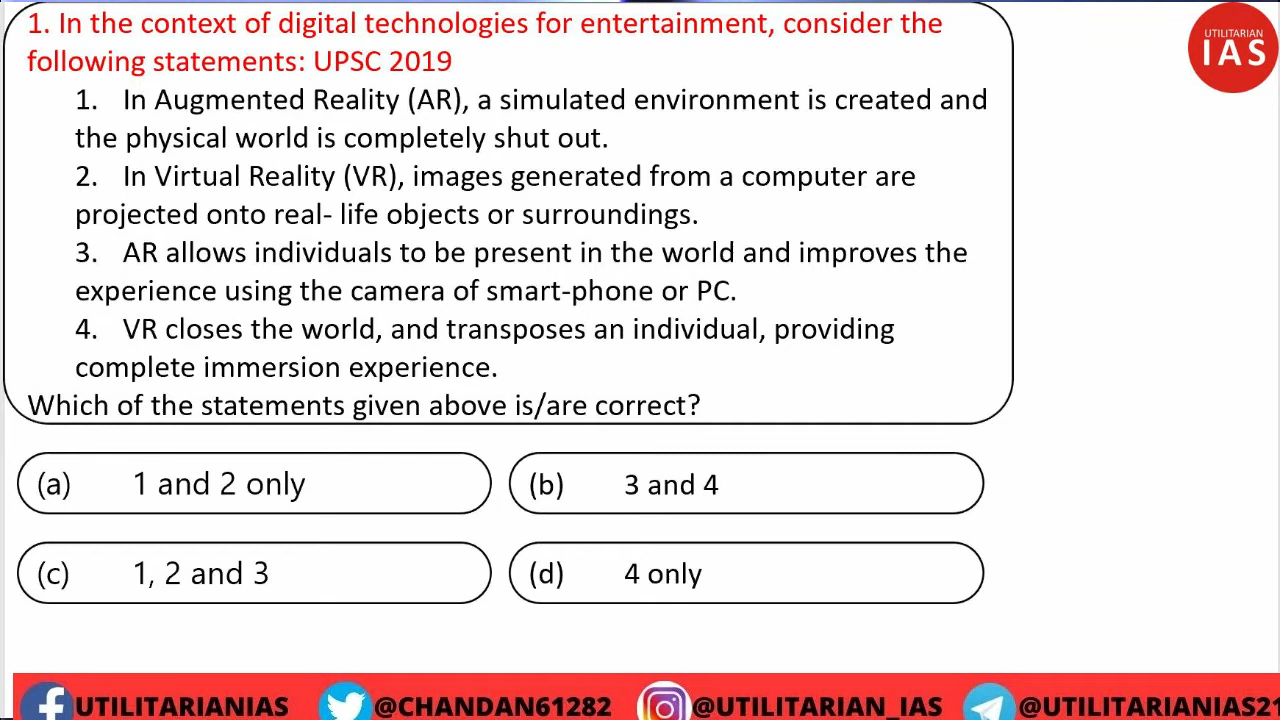 1. In the context of digital technologies for entertainment, consider the
following statements: UPSC 2019
1. In Augmented Reality (AR), a simulated environment is created and
the physical world is completely shut out.
2. In Virtual Reality (VR), images generated from a computer are
projected onto real- life objects or surroundings.
3. AR allows individuals to be present in the world and improves the
experience using the camera of smart-phone or PC.
4. VR closes the world, and transposes an individual, providing
complete immersion experience.
Which of the statements given above is/are correct?
(a) 1 and 2 only
(b) 3 and 4
(c) 1, 2 and 3
(d) 4 only
UTILITARIAN
IAS
UTILITARIANIAS @CHANDAN61282 @UTILITARIAN_IAS @UTILITARIANIAS21